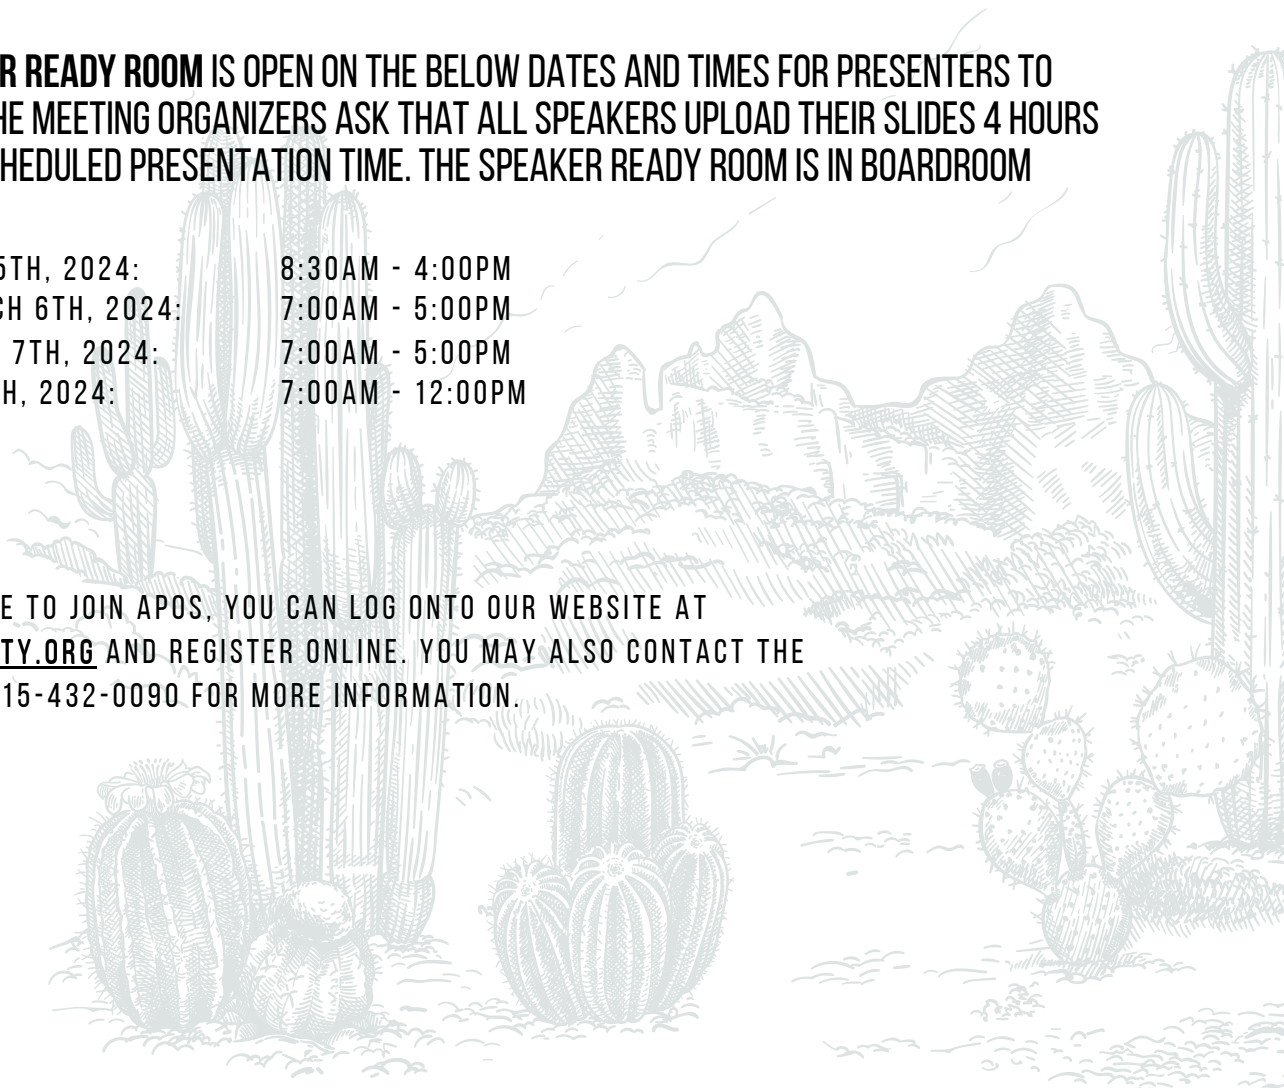 R READY ROOM IS OPEN ON THE BELOW DATES AND TIMES FOR PRESENTERS TO
HE MEETING ORGANIZERS ASK THAT ALL SPEAKERS UPLOAD THEIR SLIDES 4 HOURS
HEDULED PRESENTATION TIME. THE SPEAKER READY ROOM IS IN BOARDROOM
5TH, 2024: 8:30AM - 4:00PM
CH 6TH, 2024: 7:00AM - 5:00PM
7TH, 2024: 7:00AM - 5:00PM
H, 2024: 7:00AM - 12:00PM
E TO JOIN APOS, YOU CAN LOG ONTO OUR WEBSITE AT
TY.ORG AND REGISTER ONLINE. YOU MAY ALSO CONTACT THE
15-432-0090 FOR MORE INFORMATION.